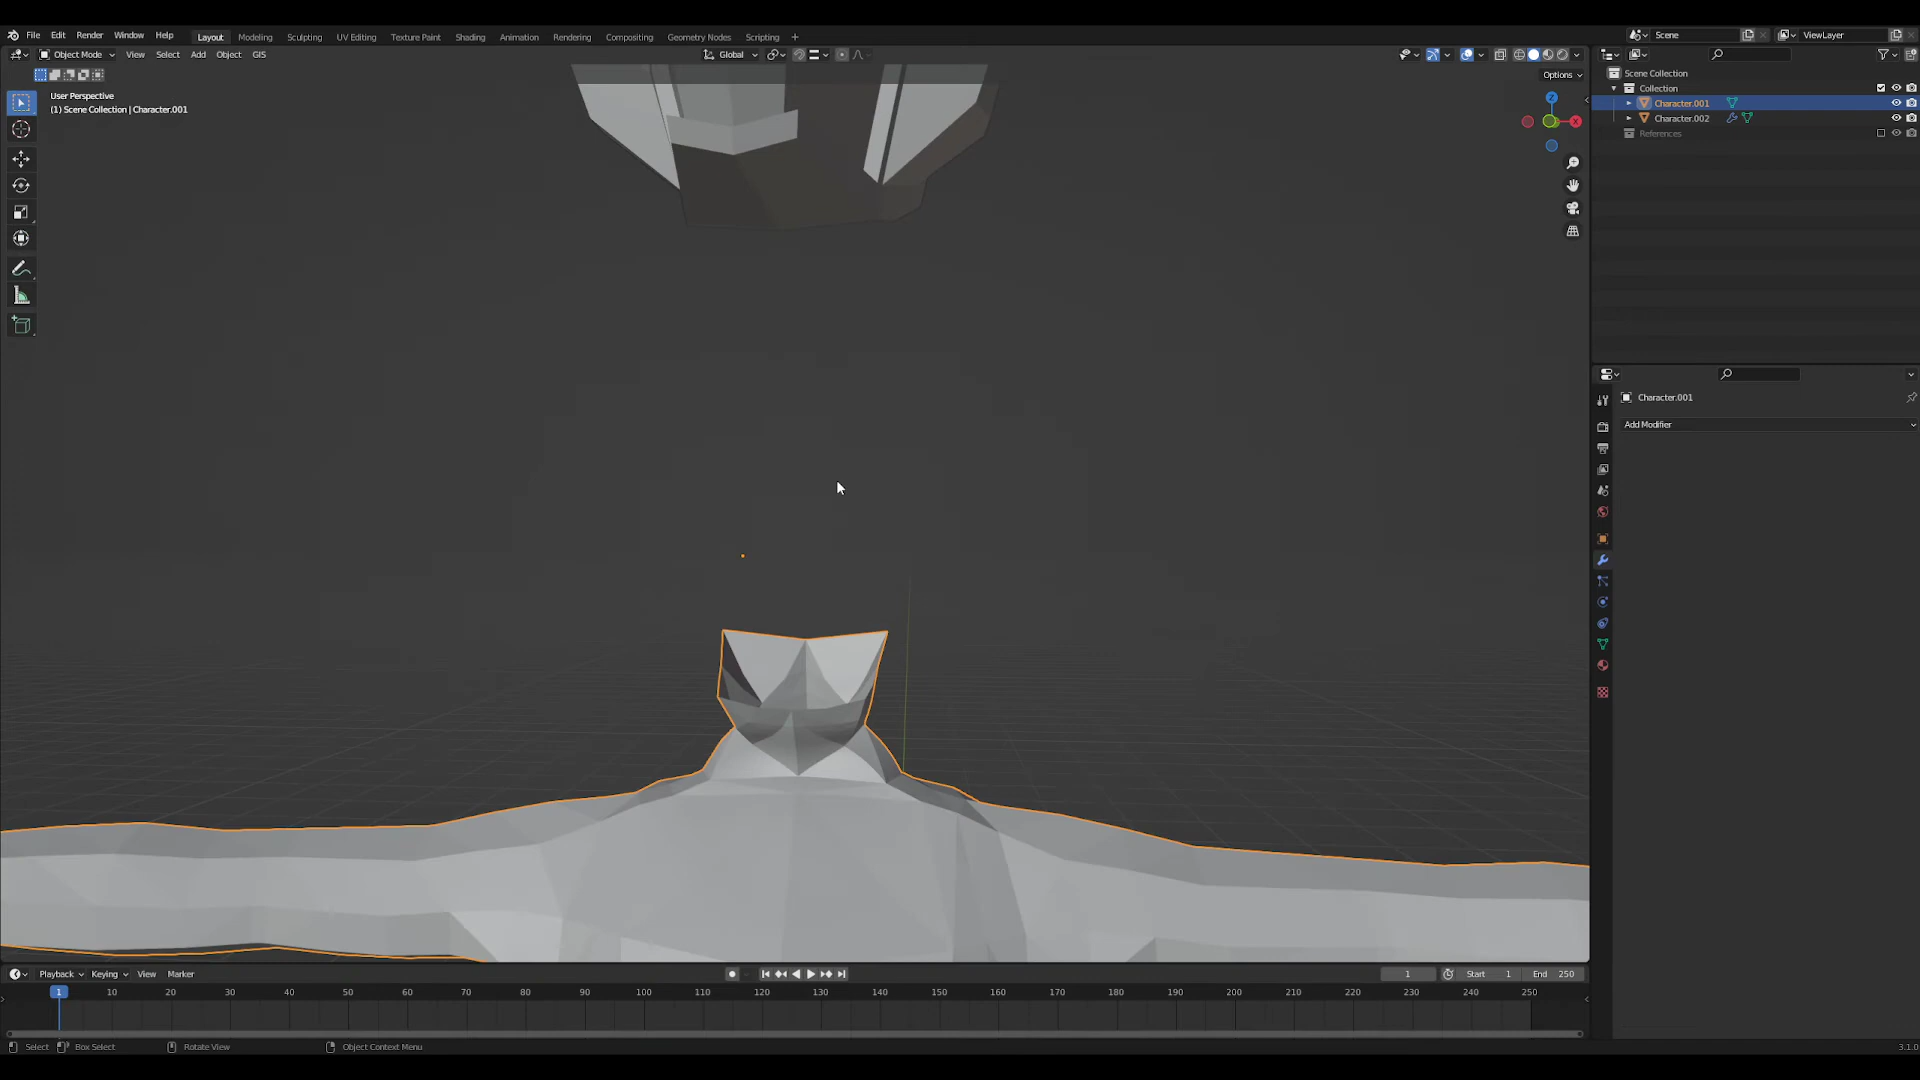 File Edit Render Window Help Layout Modeling Sculpting UV Editing Texture Paint Shading Animation Rendering Compositing Geometry Nodes Scripting + Scene ViewLayer
Object Mode View Select Add Object GIS Global
Options
User Perspective
(1) Scene Collection | Character.001
Z
X
Scene Collection
Collection
Character.001
Character.002
References
Character.001
Add Modifier
Playback Keying View Marker 1 Start 1 End 250
1 10 20 30 40 50 60 70 80 90 100 110 120 130 140 150 160 170 180 190 200 210 220 230 240 250
Select Box Select Rotate View Object Context Menu 3.1.0